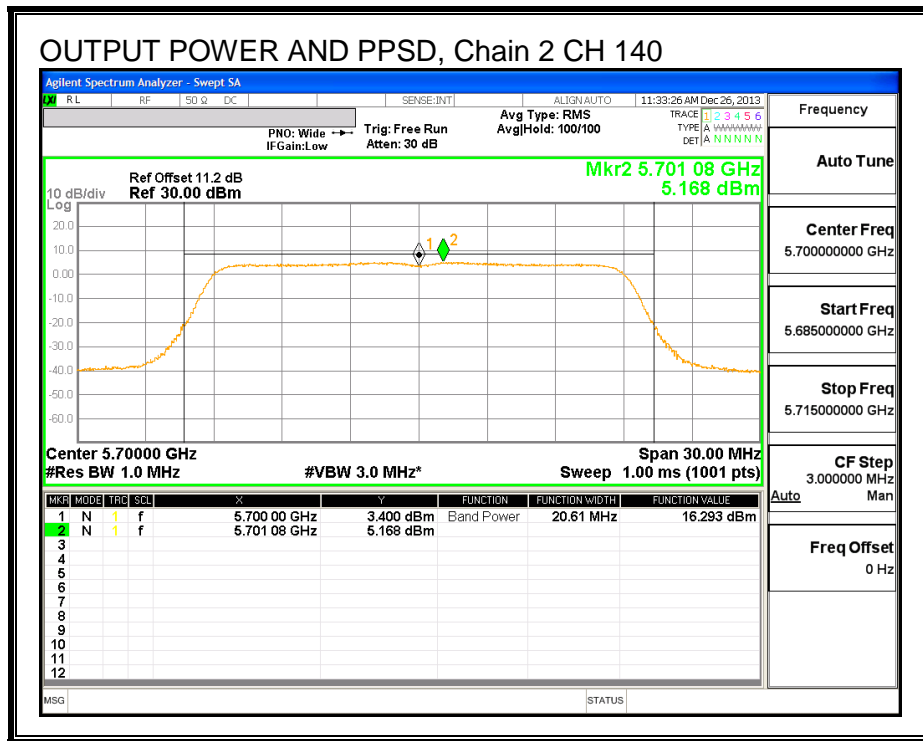 OUTPUT POWER AND PPSD, Chain 2 CH 140
Agilent Spectrum Analyzer - Swept SA
LXI RL RF 50 Ω DC SENSE:INT ALIGN AUTO 11:33:26 AM Dec 26, 2013
PNO: Wide
IFGain:Low
Trig: Free Run
Atten: 30 dB
Avg Type: RMS
Avg|Hold: 100/100
TRACE 1 2 3 4 5 6
TYPE A WWWWW
DET A N N N N N
Ref Offset 11.2 dB
10 dB/div Ref 30.00 dBm
Log
Mkr2 5.701 08 GHz
5.168 dBm
20.0
10.0
0.00
-10.0
-20.0
-30.0
-40.0
-50.0
-60.0
1
2
Center 5.70000 GHz Span 30.00 MHz
#Res BW 1.0 MHz #VBW 3.0 MHz* Sweep 1.00 ms (1001 pts)
MKR MODE TRC SCL X Y FUNCTION FUNCTION WIDTH FUNCTION VALUE
1 N 1 f 5.700 00 GHz 3.400 dBm Band Power 20.61 MHz 16.293 dBm
2 N 1 f 5.701 08 GHz 5.168 dBm
3
4
5
6
7
8
9
10
11
12
MSG STATUS
Frequency
Auto Tune
Center Freq
5.700000000 GHz
Start Freq
5.685000000 GHz
Stop Freq
5.715000000 GHz
CF Step
3.000000 MHz
Auto Man
Freq Offset
0 Hz